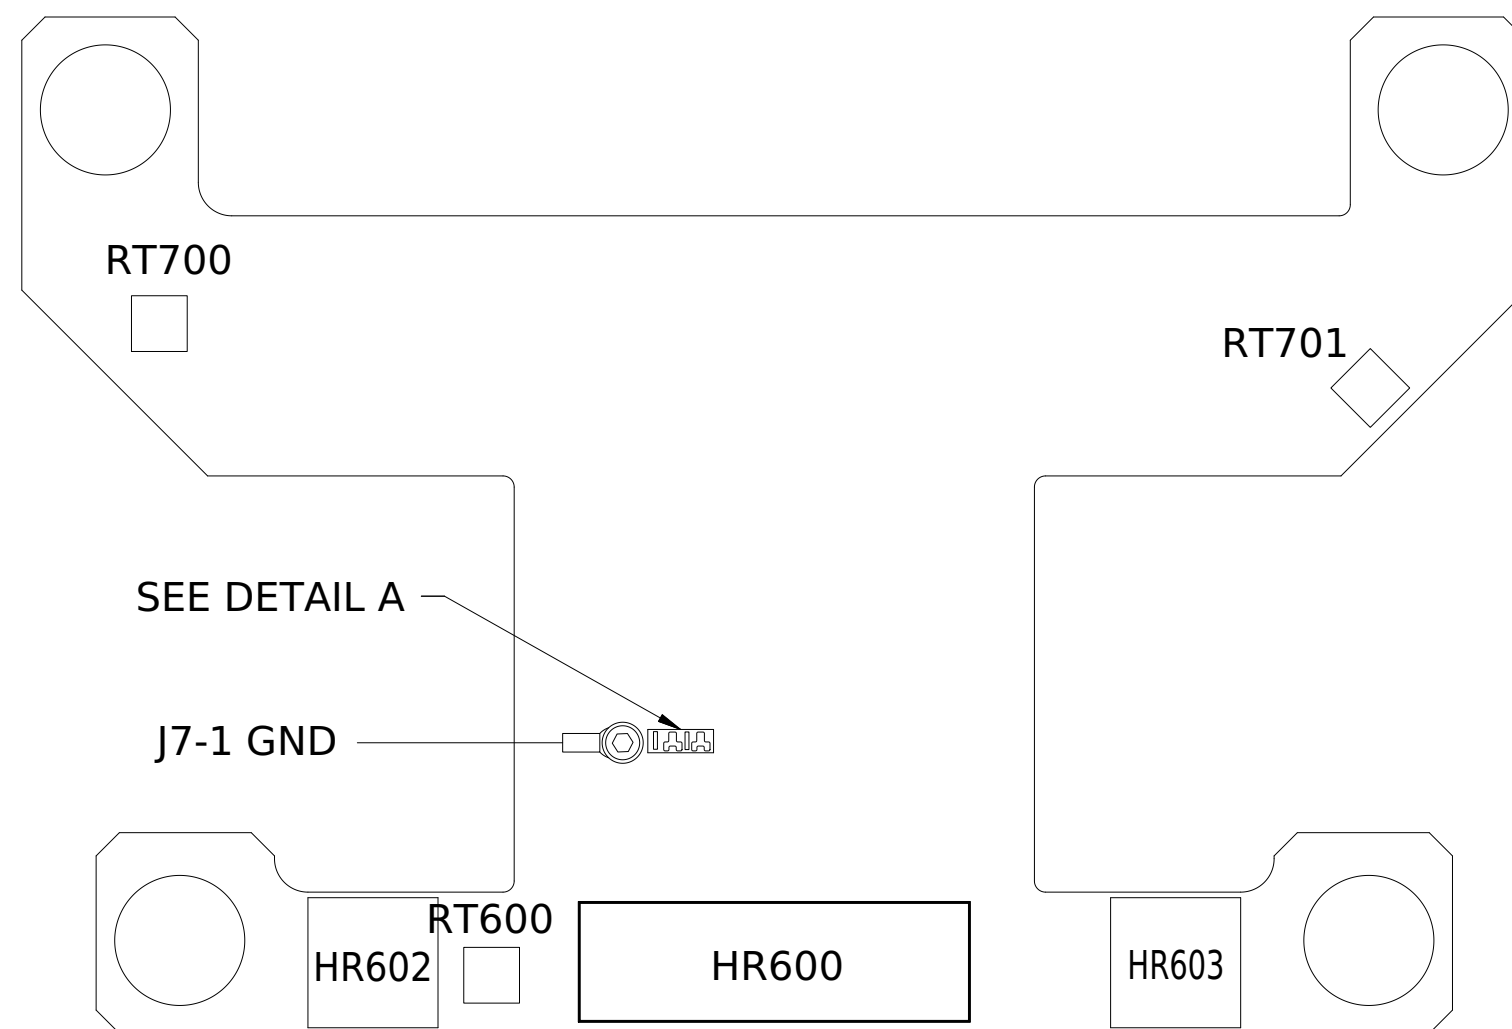 RT700
RT701
SEE DETAIL A
J7-1 GND
RT600
HR602
HR600
HR603